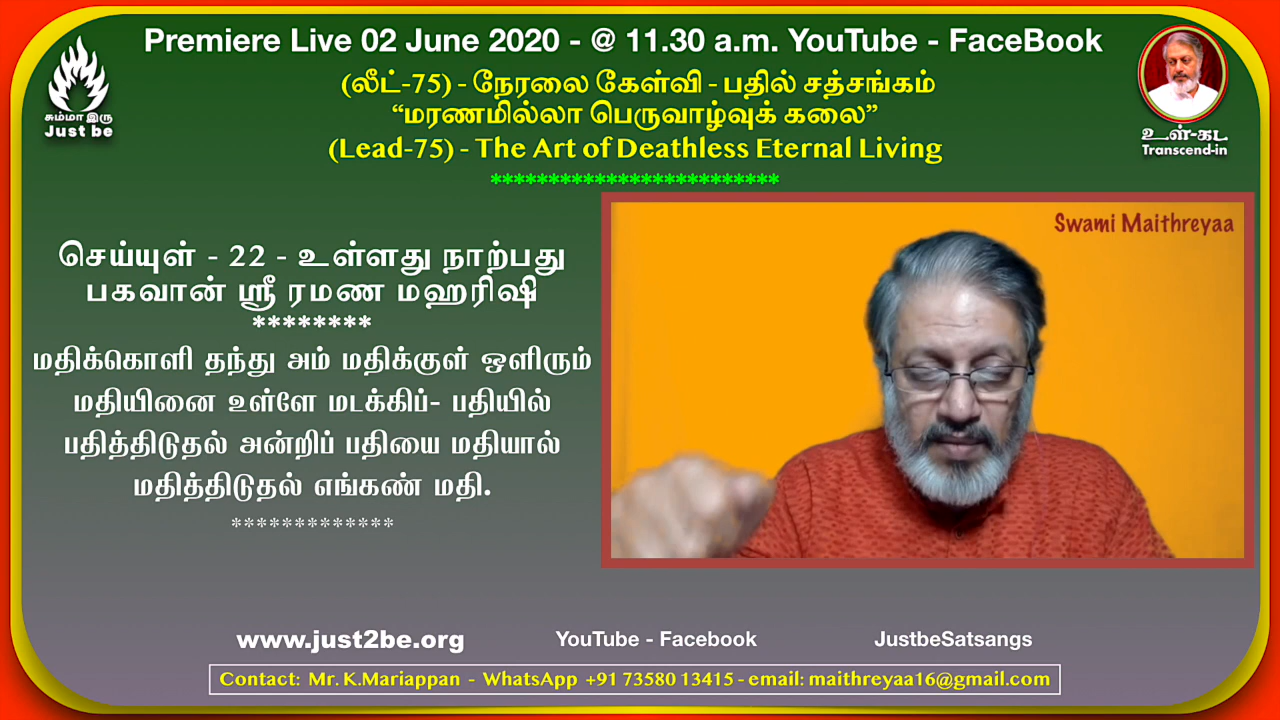 Premiere Live 02 June 2020 - @ 11.30 a.m. YouTube - FaceBook
(லீட்-75) - நேரலை கேள்வி - பதில் சத்சங்கம்
“மரணமில்லா பெருவாழ்வுக் கலை”
(Lead-75) - The Art of Deathless Eternal Living
*************************
சும்மா இரு
Just be
உள்-கட
Transcend-in
செய்யுள் - 22 - உள்ளது நாற்பது
பகவான் ஸ்ரீ ரமண மஹரிஷி
********
மதிக்கொளி தந்து அம் மதிக்குள் ஒளிரும்
மதியினை உள்ளே மடக்கிப்- பதியில்
பதித்திடுதல் அன்றிப் பதியை மதியால்
மதித்திடுதல் எங்கண் மதி.
*************
Swami Maithreyaa
www.just2be.org YouTube - Facebook JustbeSatsangs
Contact: Mr. K.Mariappan - WhatsApp +91 73580 13415 - email: maithreyaa16@gmail.com